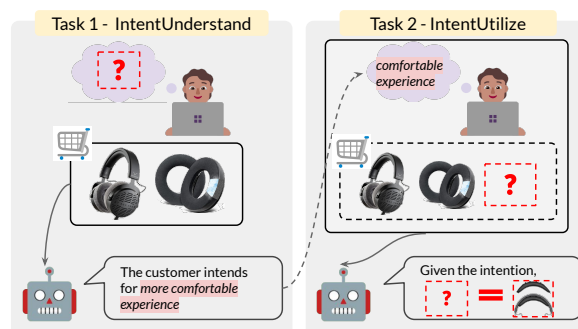 Task 1 - IntentUnderstand
?
The customer intends
for more comfortable
experience
Task 2 - IntentUtilize
comfortable
experience
?
Given the intention,
? =